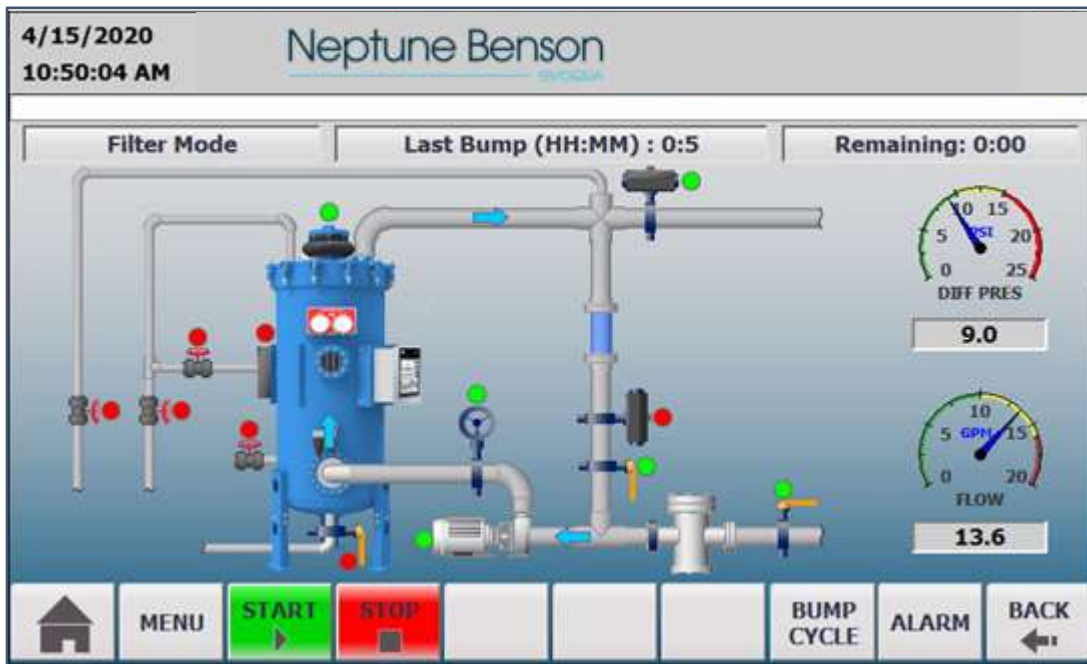 4/15/2020
10:50:04 AM
Neptune Benson
EVOQUA
Filter Mode
Last Bump (HH:MM) : 0:5
Remaining: 0:00
0 5 10 15 20 25
PSI
DIFF PRES
9.0
0 5 10 15 20
GPM
FLOW
13.6
MENU
START
STOP
BUMP
CYCLE
ALARM
BACK